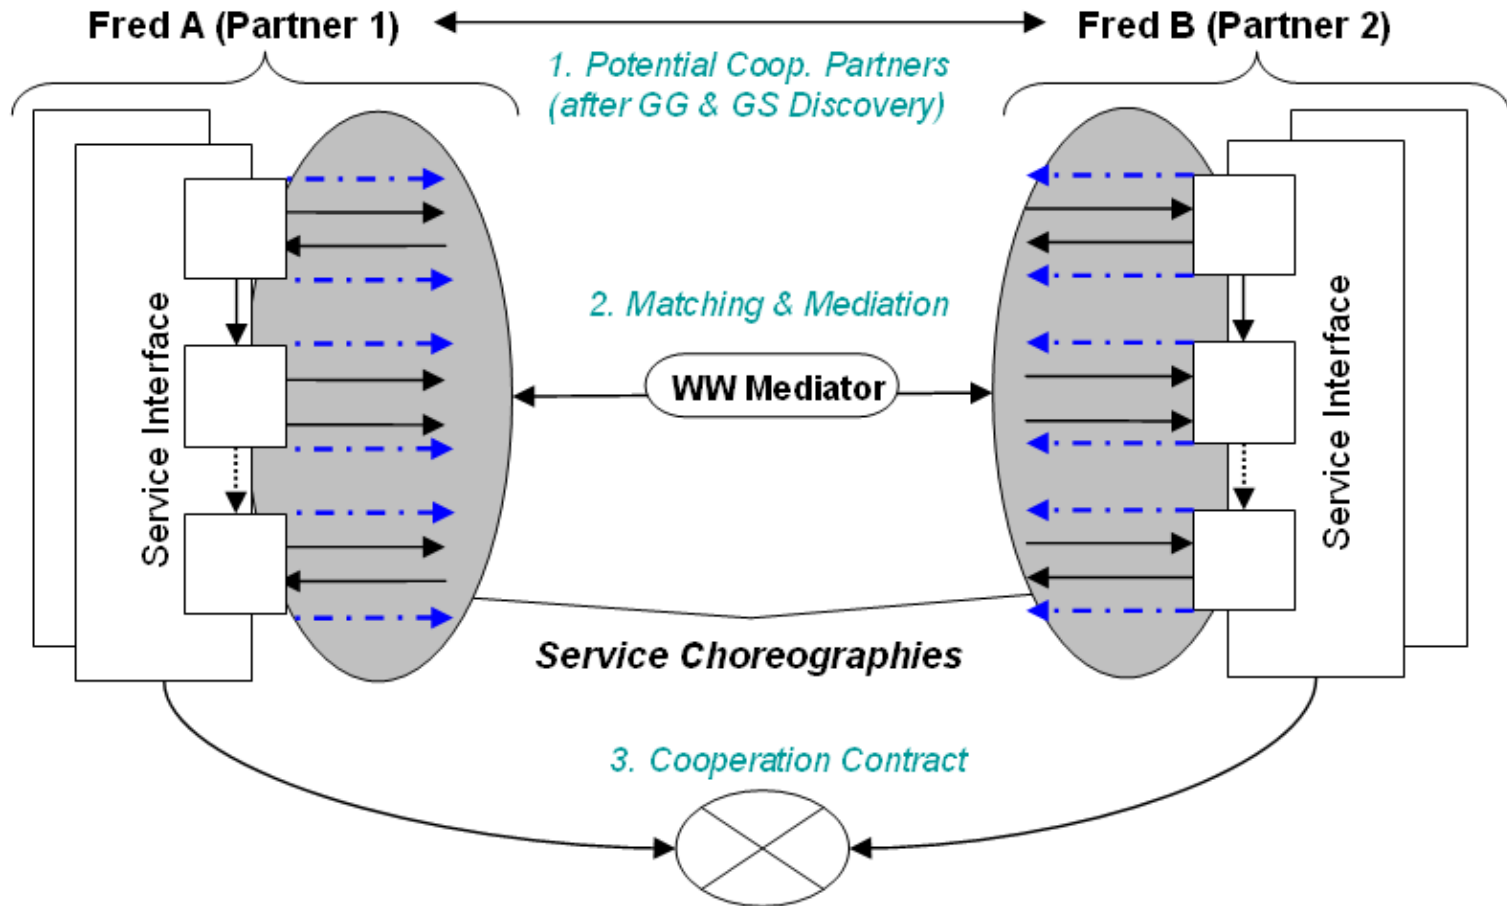 Fred A (Partner 1)
Fred B (Partner 2)
1. Potential Coop. Partners
(after GG & GS Discovery)
2. Matching & Mediation
WW Mediator
Service Interface
Service Interface
Service Choreographies
3. Cooperation Contract